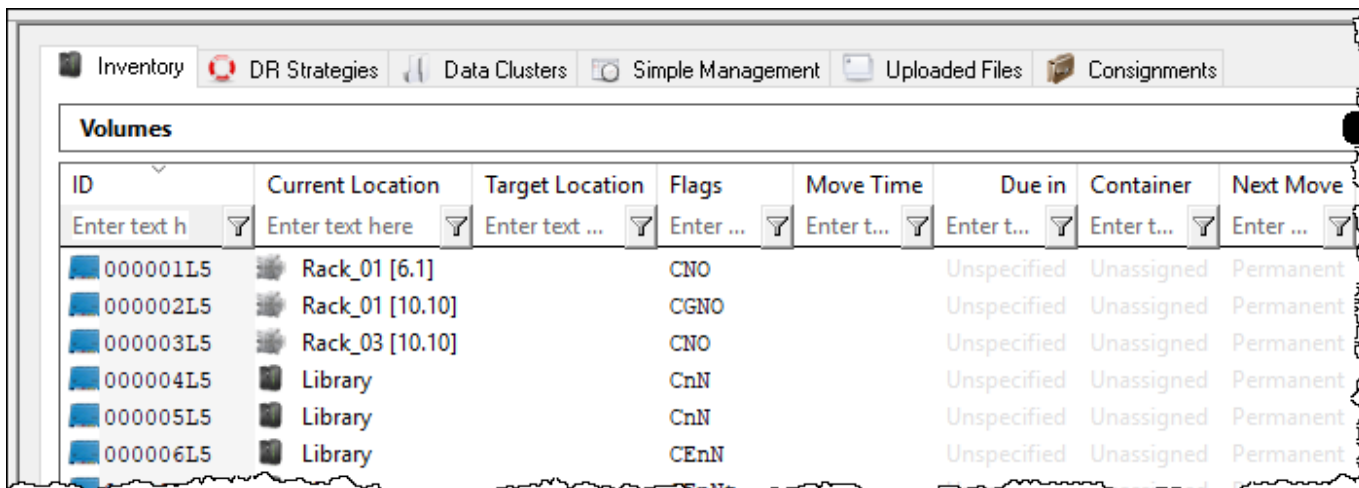 Inventory DR Strategies Data Clusters Simple Management Uploaded Files Consignments
Volumes
ID Current Location Target Location Flags Move Time Due in Container Next Move
Enter text h Enter text here Enter text ... Enter ... Enter t... Enter t... Enter t... Enter ...
000001L5 Rack_01 [6.1] CNO Unspecified Unassigned Permanent
000002L5 Rack_01 [10.10] CGNO Unspecified Unassigned Permanent
000003L5 Rack_03 [10.10] CNO Unspecified Unassigned Permanent
000004L5 Library CnN Unspecified Unassigned Permanent
000005L5 Library CnN Unspecified Unassigned Permanent
000006L5 Library CEnN Unspecified Unassigned Permanent